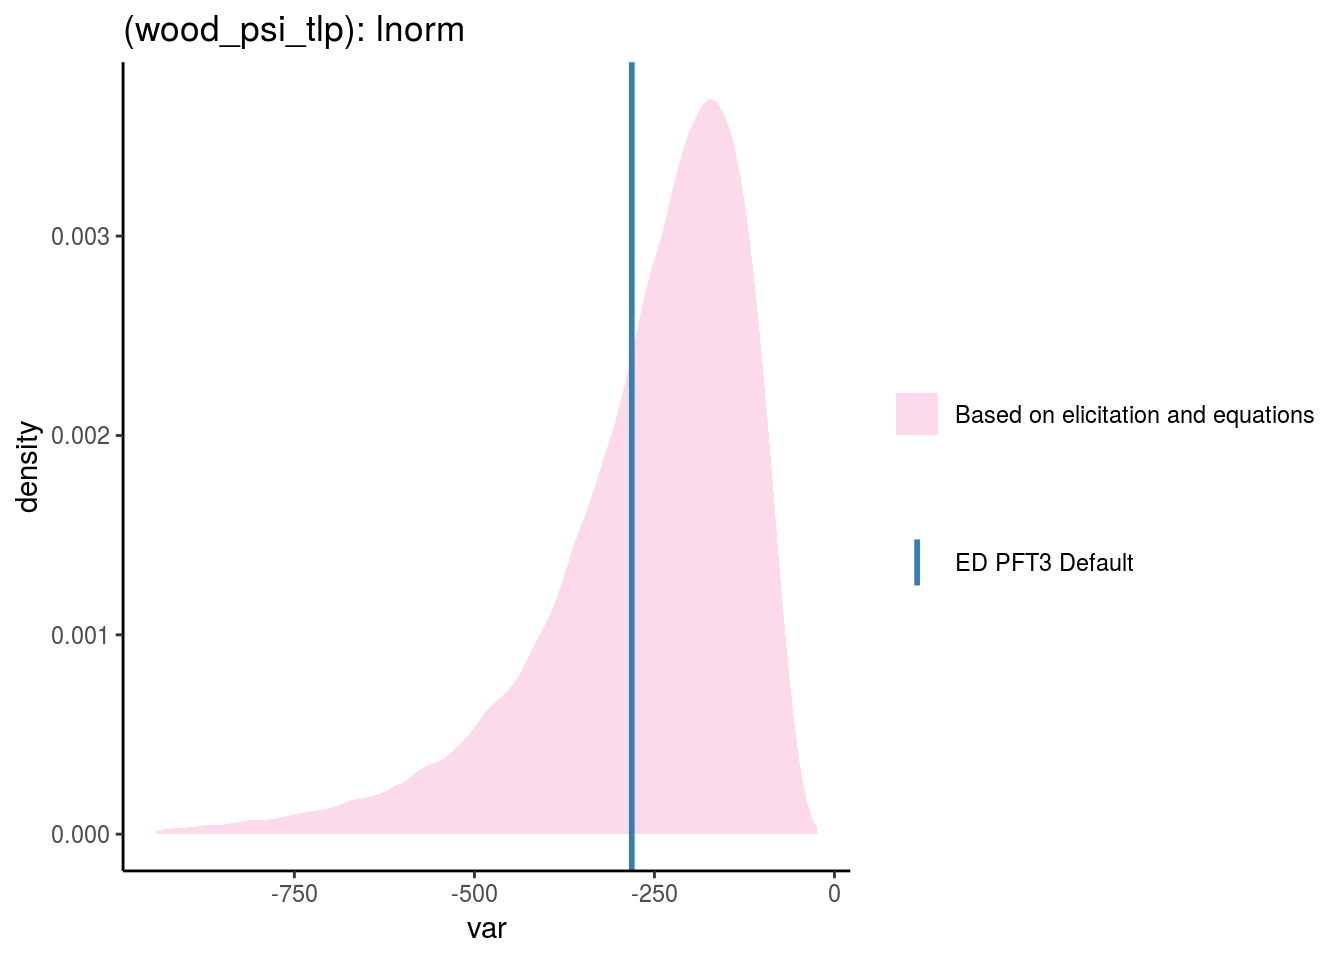 (wood_psi_tlp): lnorm
density
0.003
0.002
0.001
0.000
-750
-500
-250
0
var
Based on elicitation and equations
ED PFT3 Default